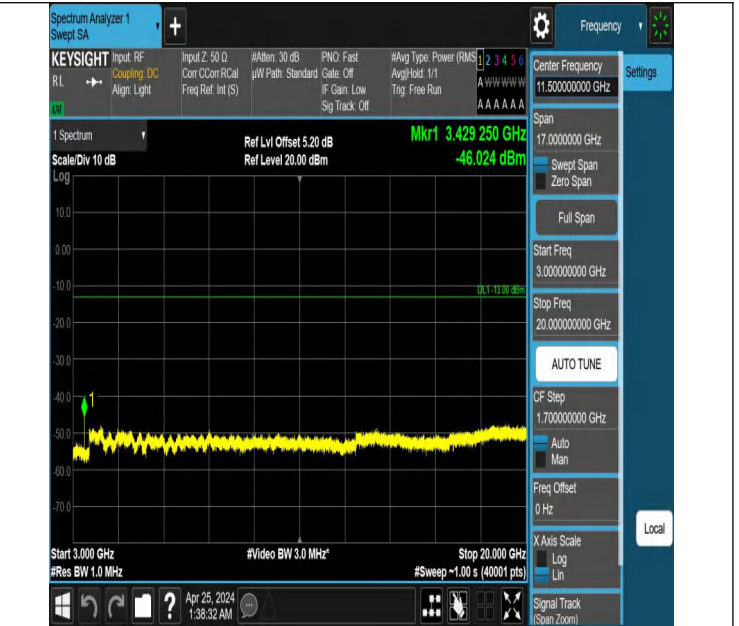 Spectrum Analyzer 1
Swept SA
+
Frequency
KEYSIGHT
RL
Input: RF
Coupling: DC
Align: Light
Input Z: 50 Ω
Corr CCorr RCal
Freq Ref: Int (S)
#Atten: 30 dB
µW Path: Standard
PNO: Fast
Gate: Off
IF Gain: Low
Sig Track: Off
#Avg Type: Power (RMS
Avg|Hold: 1/1
Trig: Free Run
1 2 3 4 5 6
A W W W W W
A A A A A A
1 Spectrum
Scale/Div 10 dB
Ref Lvl Offset 5.20 dB
Ref Level 20.00 dBm
Mkr1 3.429 250 GHz
-46.024 dBm
Log
10.0
0.00
-10.0
-20.0
-30.0
-40.0
-50.0
-60.0
-70.0
DL1 -13.00 dBm
1
Start 3.000 GHz
#Res BW 1.0 MHz
#Video BW 3.0 MHz*
Stop 20.000 GHz
#Sweep ~1.00 s (40001 pts)
Center Frequency
11.500000000 GHz
Span
17.0000000 GHz
Swept Span
Zero Span
Full Span
Start Freq
3.000000000 GHz
Stop Freq
20.000000000 GHz
AUTO TUNE
CF Step
1.700000000 GHz
Auto
Man
Freq Offset
0 Hz
X Axis Scale
Log
Lin
Signal Track
(Span Zoom)
Settings
Local
?
Apr 25, 2024
1:38:32 AM